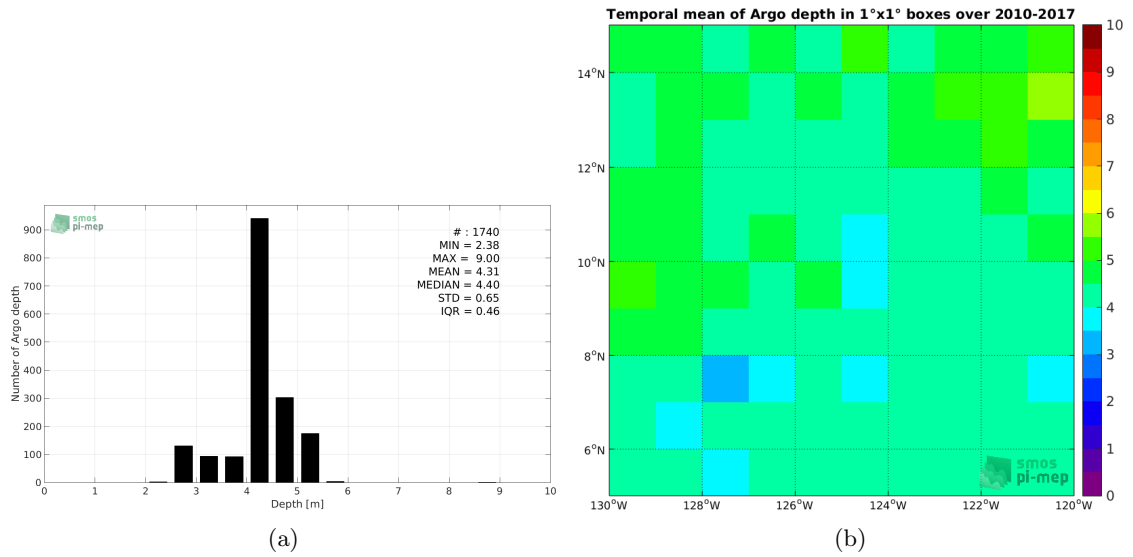 Temporal mean of Argo depth in 1°x1° boxes over 2010-2017
smos
pi-mep
# : 1740
MIN = 2.38
MAX = 9.00
MEAN = 4.31
MEDIAN = 4.40
STD = 0.65
IQR = 0.46
Number of Argo depth
900
800
700
600
500
400
300
200
100
0
0 1 2 3 4 5 6 7 8 9 10
Depth [m]
(a)
14°N
12°N
10°N
8°N
6°N
130°W 128°W 126°W 124°W 122°W 120°W
smos
pi-mep
10
9
8
7
6
5
4
3
2
1
0
(b)